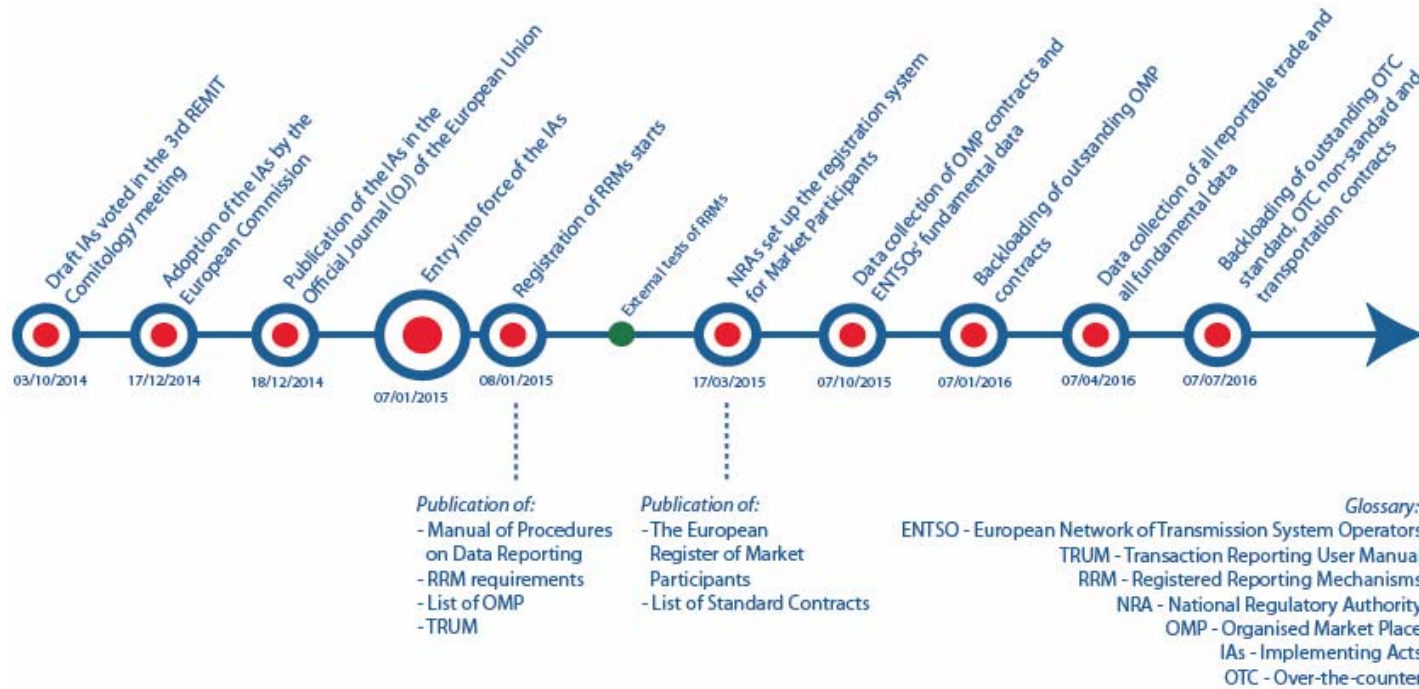 Draft IAs voted in the 3rd REMIT
Comitology meeting
Adoption of the IAs by the
European Commission
Publication of the IAs in the
Official Journal (OJ) of the European Union
Entry into force of the IAs
Registration of RRMs starts
External tests of RRMs
NRAs set up the registration system
for Market Participants
Data collection of OMP contracts and
ENTSOs' fundamental data
Backloading of outstanding OMP
contracts
Data collection of all reportable trade and
all fundamental data
Backloading of outstanding OTC
standard, OTC non-standard and
transportation contracts
03/10/2014
17/12/2014
18/12/2014
07/01/2015
08/01/2015
17/03/2015
07/10/2015
07/01/2016
07/04/2016
07/07/2016
Publication of:
- Manual of Procedures
on Data Reporting
- RRM requirements
- List of OMP
- TRUM
Publication of:
- The European
Register of Market
Participants
- List of Standard Contracts
Glossary:
ENTSO - European Network of Transmission System Operators
TRUM - Transaction Reporting User Manual
RRM - Registered Reporting Mechanisms
NRA - National Regulatory Authority
OMP - Organised Market Place
IAs - Implementing Acts
OTC - Over-the-counter